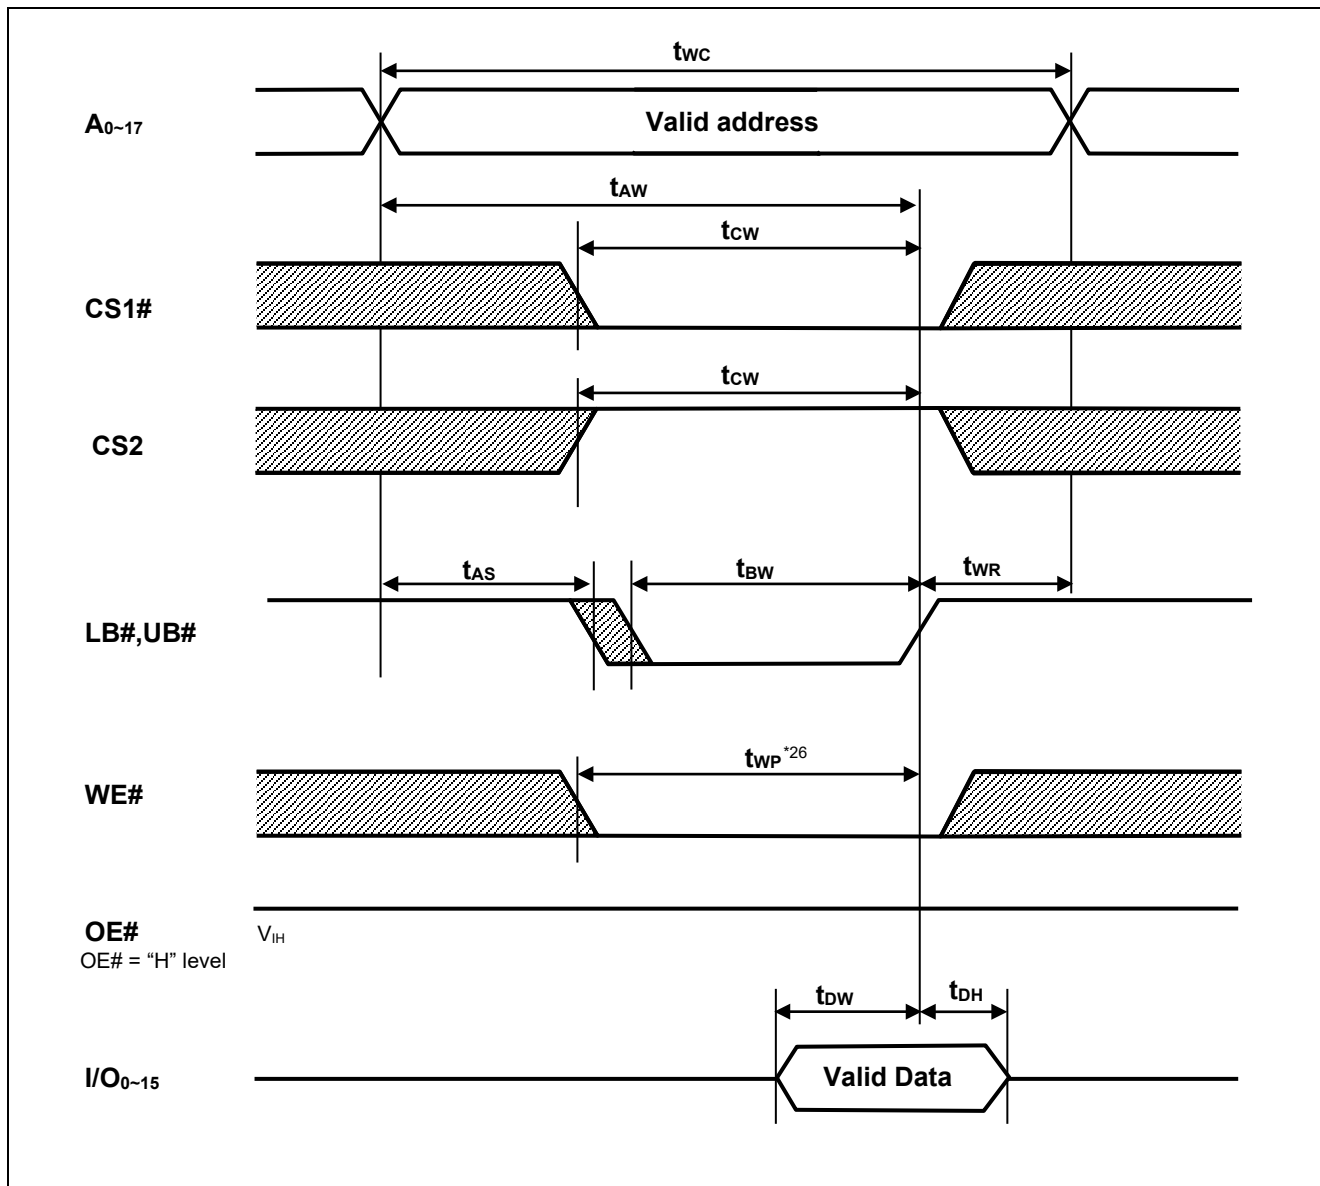 tWC
A0~17
Valid address
tAW
tCW
CS1#
tCW
CS2
tAS
tBW
tWR
LB#,UB#
tWP*26
WE#
OE#
VIH
OE# = “H” level
tDW
tDH
I/O0~15
Valid Data